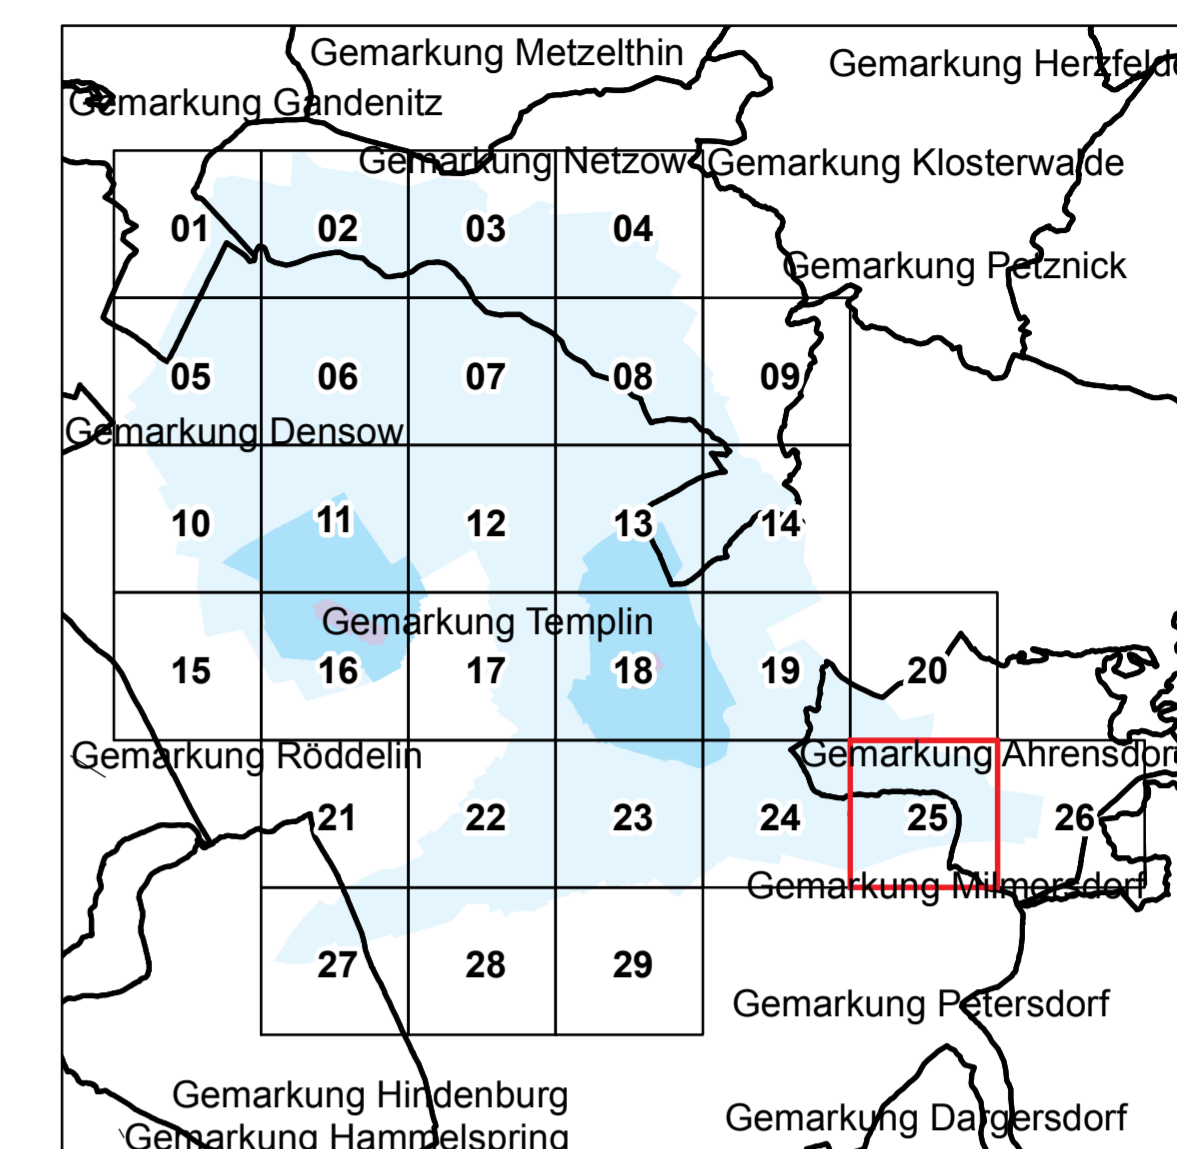 Gemarkung Metzelthin
Gemarkung Herzfelde
Gemarkung Gandenitz
Gemarkung Netzow
Gemarkung Klosterwalde
01
02
03
04
Gemarkung Petznick
05
06
07
08
09
Gemarkung Densow
10
11
12
13
14
Gemarkung Templin
15
16
17
18
19
20
Gemarkung Röddelin
Gemarkung Ahrensdorf
21
22
23
24
25
26
Gemarkung Milmersdorf
27
28
29
Gemarkung Petersdorf
Gemarkung Hindenburg
Gemarkung Dargersdorf
Gemarkung Hammelspring